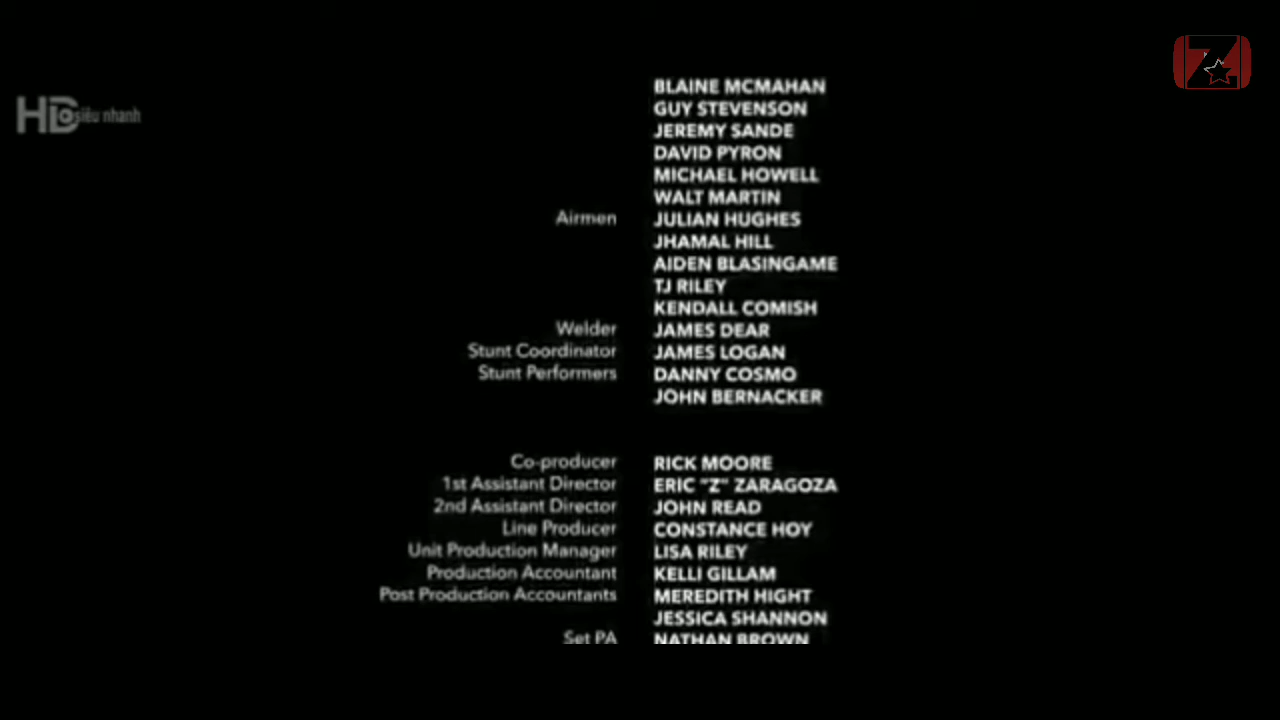 BLAINE MCMAHAN
GUY STEVENSON
JEREMY SANDE
DAVID PYRON
MICHAEL HOWELL
WALT MARTIN
Airmen JULIAN HUGHES
JHAMAL HILL
AIDEN BLASINGAME
TJ RILEY
KENDALL COMISH
Welder JAMES DEAR
Stunt Coordinator JAMES LOGAN
Stunt Performers DANNY COSMO
JOHN BERNACKER
Co-producer RICK MOORE
1st Assistant Director ERIC "Z" ZARAGOZA
2nd Assistant Director JOHN READ
Line Producer CONSTANCE HOY
Unit Production Manager LISA RILEY
Production Accountant KELLI GILLAM
Post Production Accountants MEREDITH HIGHT
JESSICA SHANNON
Set PA NATHAN BROWN
HD siêu nhanh
Z